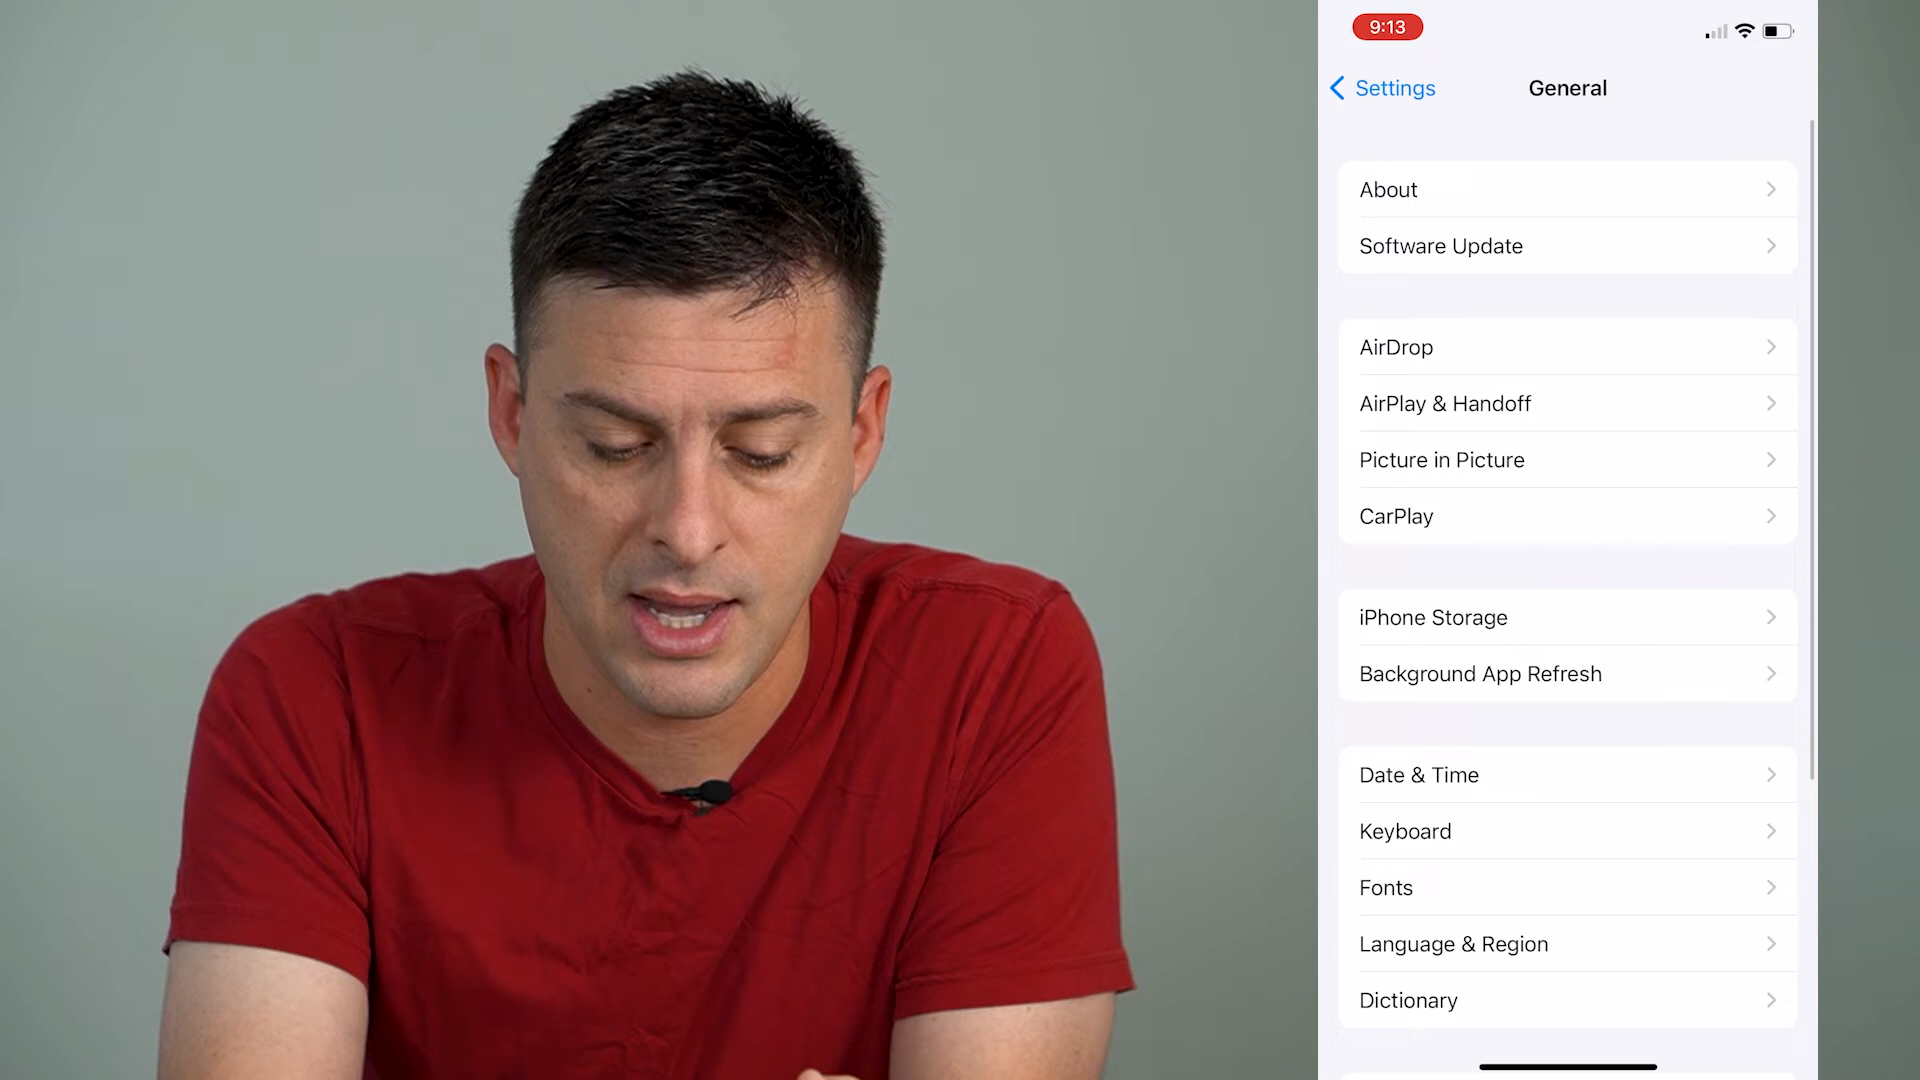 9:13
Settings
General
About
Software Update
AirDrop
AirPlay & Handoff
Picture in Picture
CarPlay
iPhone Storage
Background App Refresh
Date & Time
Keyboard
Fonts
Language & Region
Dictionary